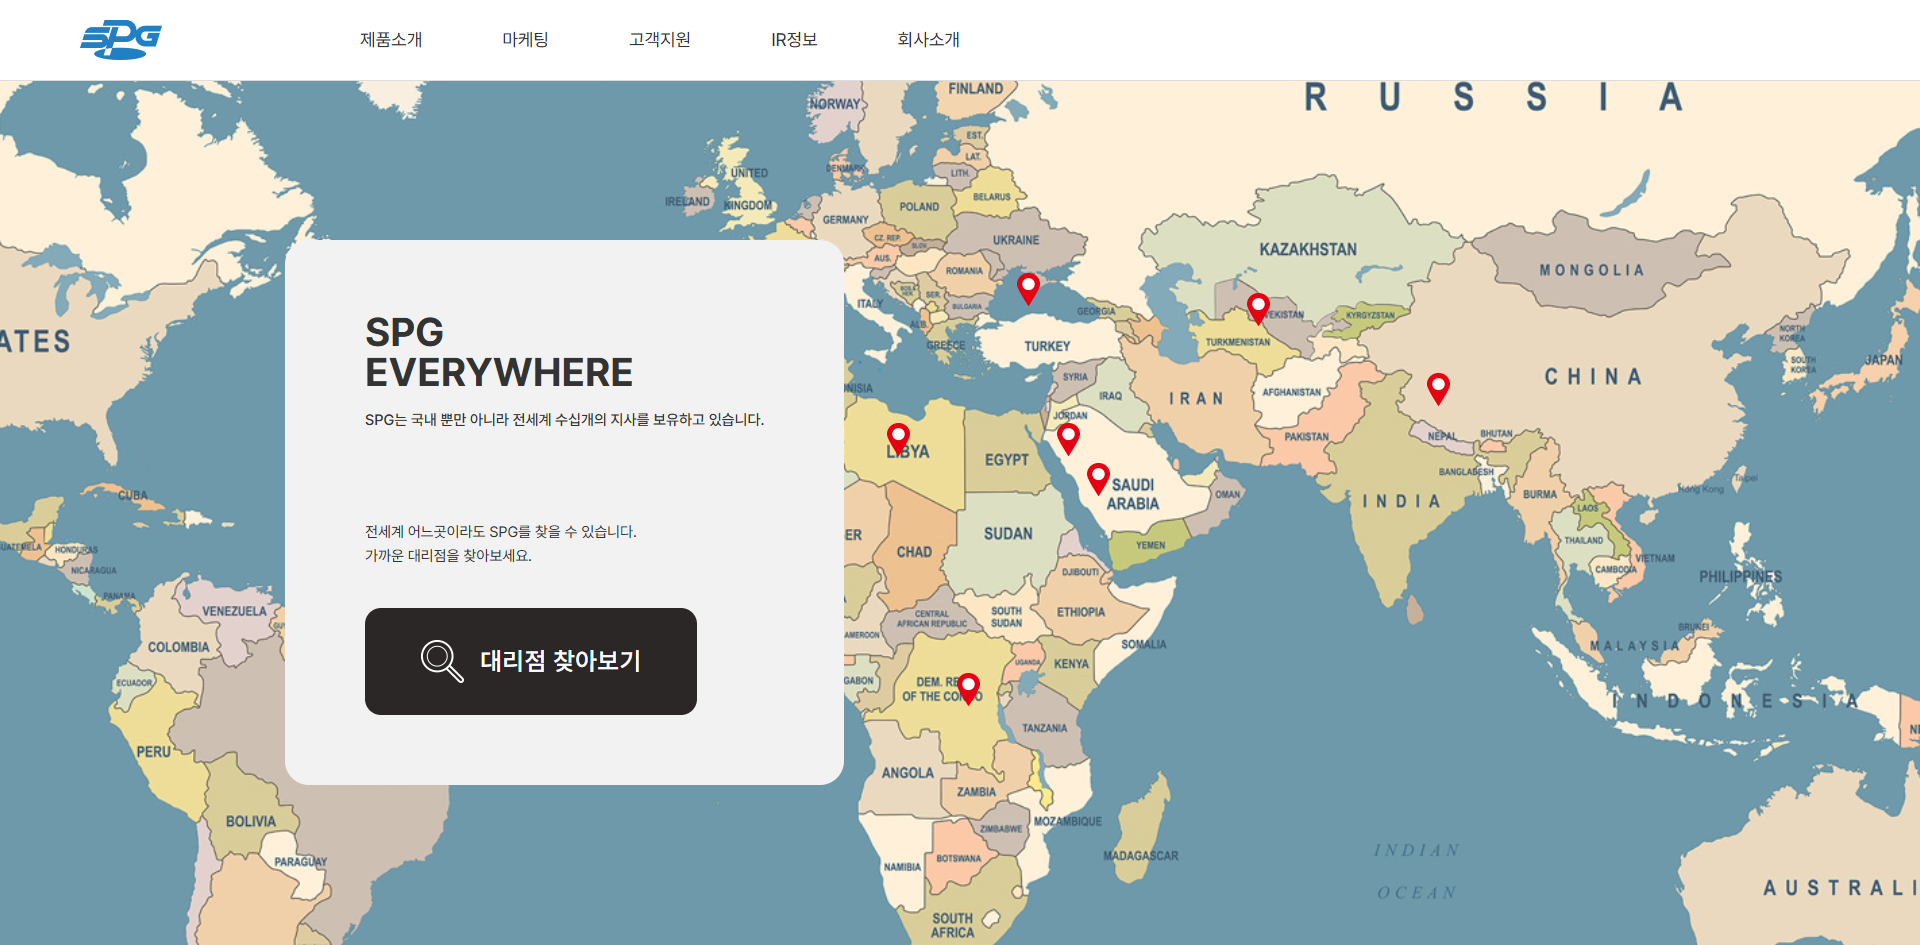 SPG
제품소개
마케팅
고객지원
IR정보
회사소개
RUSSIA
FINLAND
NORWAY
EST.
LAT.
LITH.
DENMARK
UNITED
KINGDOM
IRELAND
BELARUS
POLAND
GERMANY
UKRAINE
CZ. REP.
SLOV.
AUS.
ROMANIA
KAZAKHSTAN
MONGOLIA
ITALY
SER.
BULGARIA
GEORGIA
ALB.
GREECE
TURKEY
TURKMENISTAN
KYRGYZSTAN
NORTH
KOREA
SOUTH
KOREA
JAPAN
CHINA
SYRIA
IRAQ
IRAN
AFGHANISTAN
JORDAN
PAKISTAN
NEPAL
BHUTAN
BANGLADESH
LIBYA
EGYPT
SAUDI
ARABIA
OMAN
INDIA
BURMA
Hong Kong
Taipei
LAOS
THAILAND
VIETNAM
CAMBODIA
PHILIPPINES
SUDAN
CHAD
YEMEN
DJIBOUTI
CENTRAL
AFRICAN REPUBLIC
SOUTH
SUDAN
ETHIOPIA
SOMALIA
UGANDA
KENYA
GABON
DEM.
OF THE
BRUNEI
MALAYSIA
INDONESIA
TANZANIA
ANGOLA
ZAMBIA
ZIMBABWE
MOZAMBIQUE
MADAGASCAR
NAMIBIA
BOTSWANA
SOUTH
AFRICA
INDIAN
OCEAN
AUSTRALI
ATES
CUBA
HONDURAS
NICARAGUA
PANAMA
VENEZUELA
COLOMBIA
ECUADOR
PERU
BOLIVIA
PARAGUAY
SPG
EVERYWHERE
SPG는 국내 뿐만 아니라 전세계 수십개의 지사를 보유하고 있습니다.
전세계 어느곳이라도 SPG를 찾을 수 있습니다.
가까운 대리점을 찾아보세요.
대리점 찾아보기